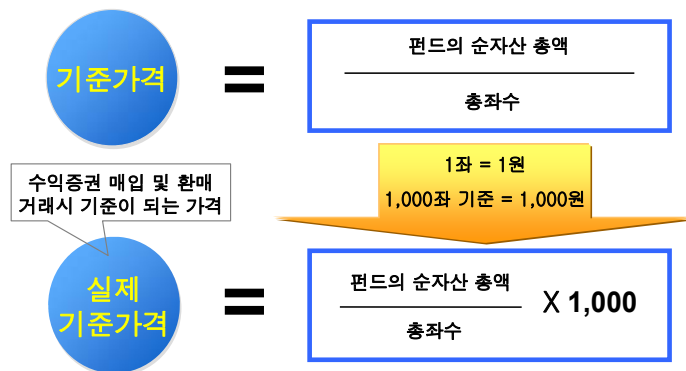 기준가격
=
펀드의 순자산 총액
총좌수
1좌 = 1원
1,000좌 기준 = 1,000원
수익증권 매입 및 환매
거래시 기준이 되는 가격
실제
기준가격
=
펀드의 순자산 총액
총좌수
X 1,000